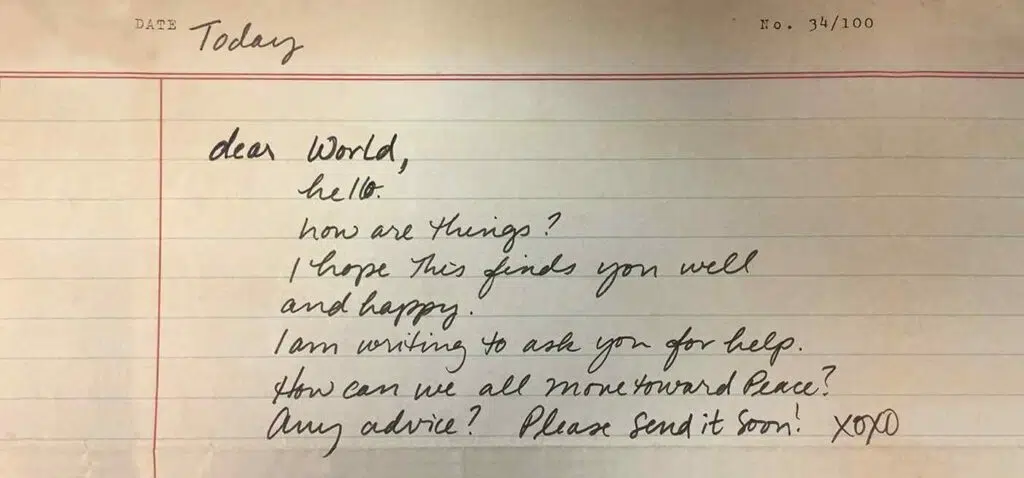 DATE Today No. 34/100
dear World,
hello.
how are things?
I hope this finds you well
and happy.
I am writing to ask you for help.
How can we all move toward Peace?
Any advice? Please Send it Soon! XOXO